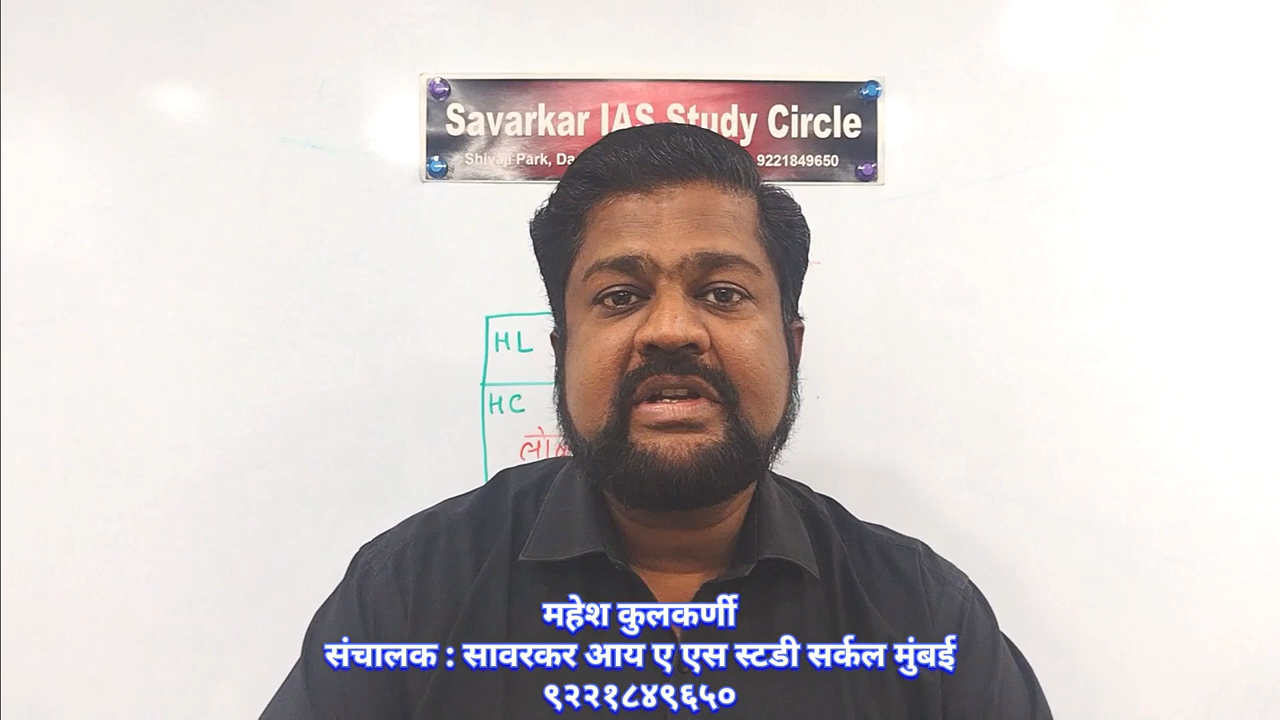 Savarkar IAS Study Circle
Shivaji Park, 9221849650
HL
HC
महेश कुलकर्णी
संचालक : सावरकर आय ए एस स्टडी सर्कल मुंबई
९२२१८४९६५०